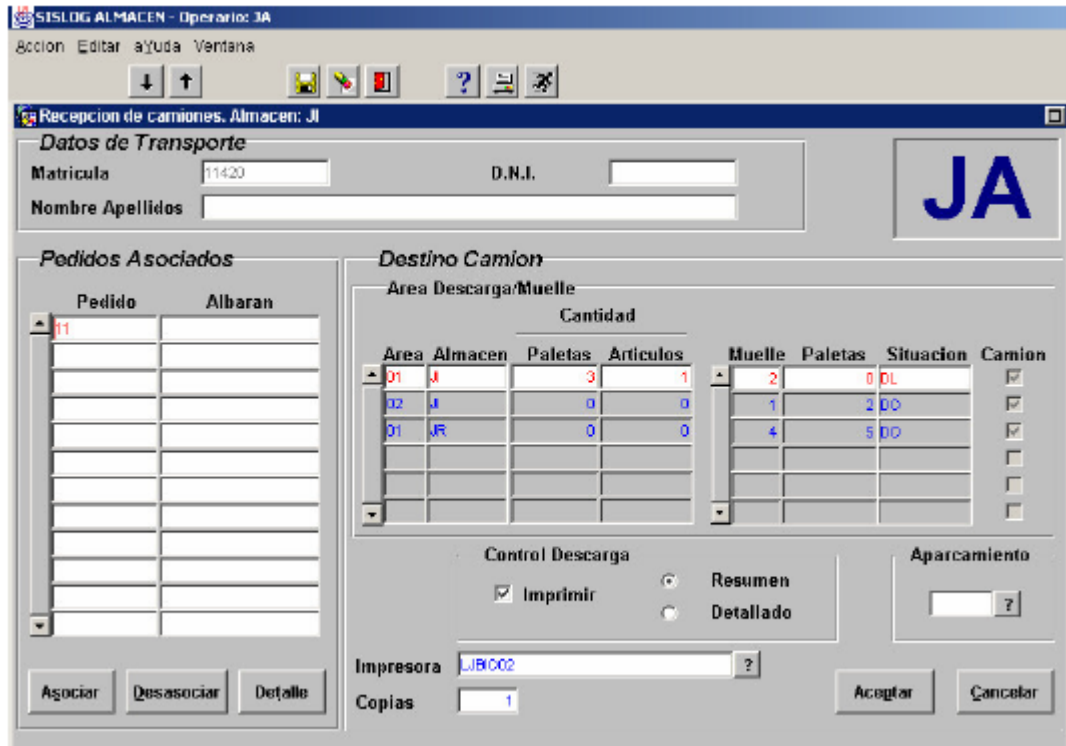 SISLOG ALMACEN - Operario: JA
Accion Editar aYuda Ventana
?
Recepcion de camiones. Almacen: JI
Datos de Transporte
Matricula 11420 D.N.I.
Nombre Apellidos
JA
Pedidos Asociados
Pedido Albaran
11
Asociar Desasociar Detalle
Destino Camion
Area Descarga/Muelle
Cantidad
Area Almacen Paletas Articulos Muelle Paletas Situacion Camion
01 JI 3 1 2 0 DL
02 JI 0 0 1 2 DO
01 JR 0 0 4 5 DO
Control Descarga
Imprimir
Resumen
Detallado
Aparcamiento
?
Impresora LJBIC02 ?
Copias 1
Aceptar Cancelar